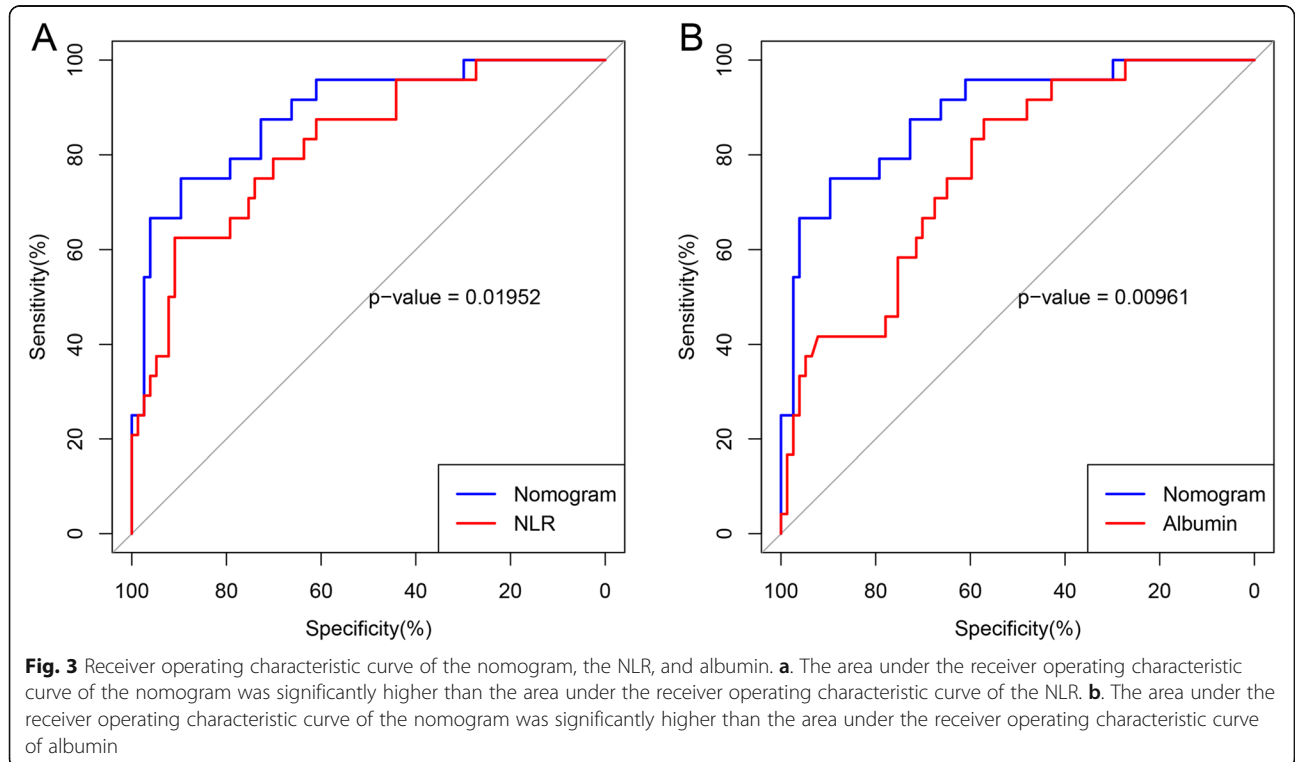 A
100
80
60
40
20
0
Sensitivity(%)
p−value = 0.01952
Nomogram
NLR
100 80 60 40 20 0
Specificity(%)
B
100
80
60
40
20
0
Sensitivity(%)
p−value = 0.00961
Nomogram
Albumin
100 80 60 40 20 0
Specificity(%)
Fig. 3 Receiver operating characteristic curve of the nomogram, the NLR, and albumin. a. The area under the receiver operating characteristic
curve of the nomogram was significantly higher than the area under the receiver operating characteristic curve of the NLR. b. The area under the
receiver operating characteristic curve of the nomogram was significantly higher than the area under the receiver operating characteristic curve
of albumin